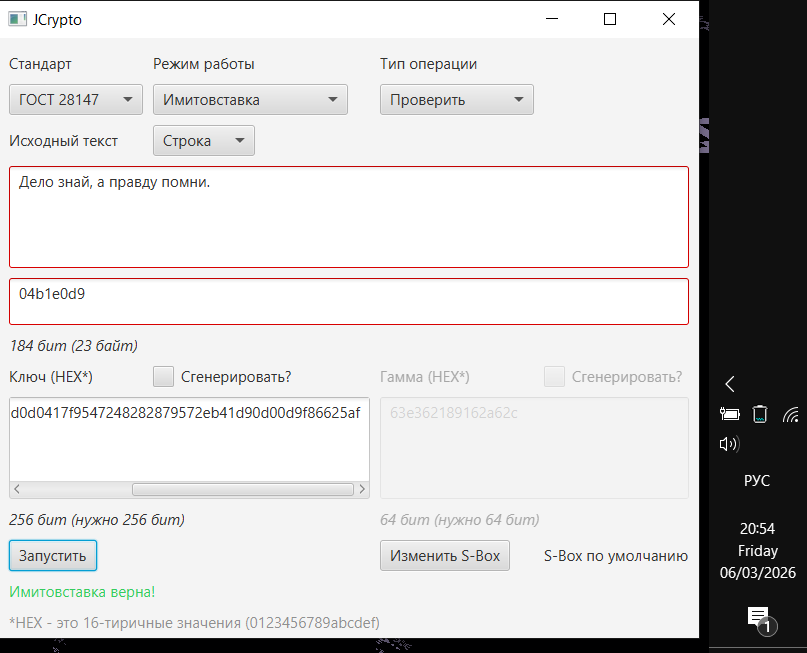 JCrypto
Стандарт Режим работы Тип операции
ГОСТ 28147 Имитовставка Проверить
Исходный текст Строка
Дело знай, а правду помни.
04b1e0d9
184 бит (23 байт)
Ключ (HEX*) Сгенерировать? Гамма (HEX*) Сгенерировать?
d0d0417f9547248282879572eb41d90d00d9f86625af 63e362189162a62c
256 бит (нужно 256 бит) 64 бит (нужно 64 бит)
Запустить Изменить S-Box S-Box по умолчанию
Имитовставка верна!
*HEX - это 16-тиричные значения (0123456789abcdef)
РУС
20:54
Friday
06/03/2026
1